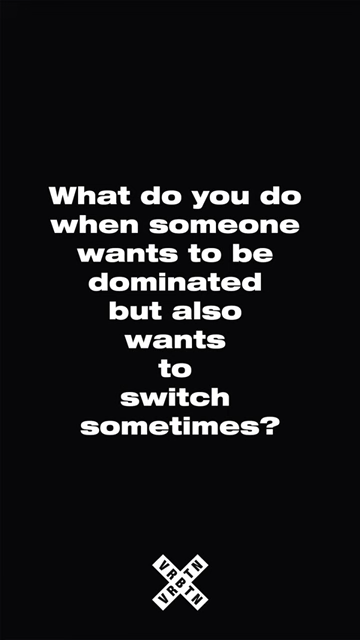 What do you do
when someone
wants to be
dominated
but also
wants
to
switch
sometimes?
VRBTN
VRBTN